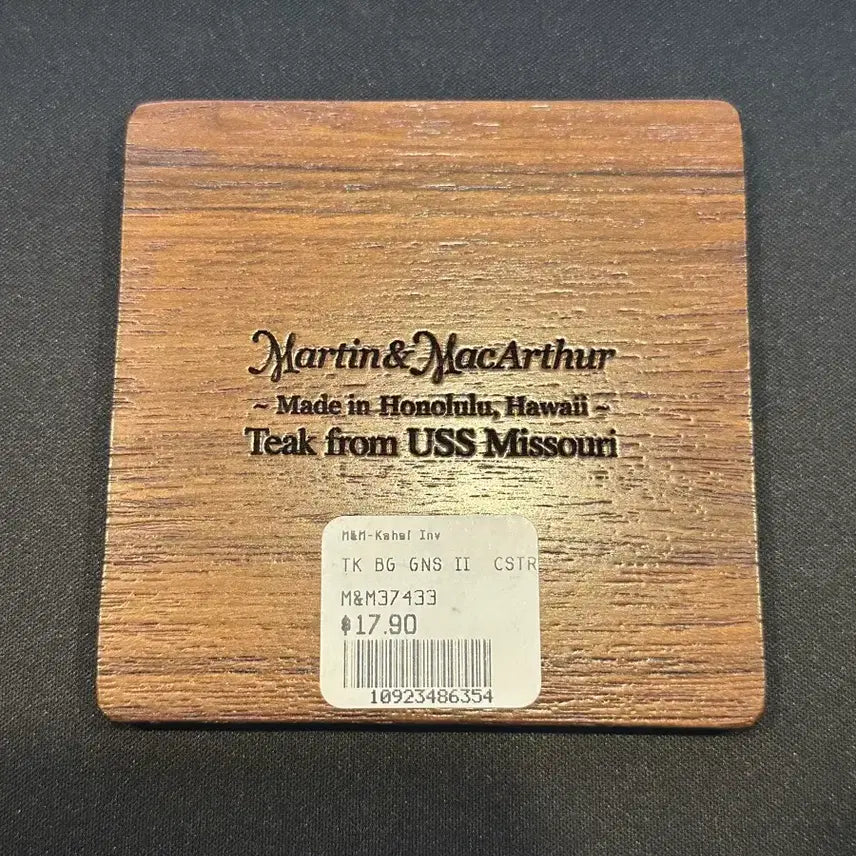 Martin&MacArthur
~ Made in Honolulu, Hawaii ~
Teak from USS Missouri
M&M-Kahal Inv
TK BG GNS II CSTR
M&M37433
$17.90
10923486354